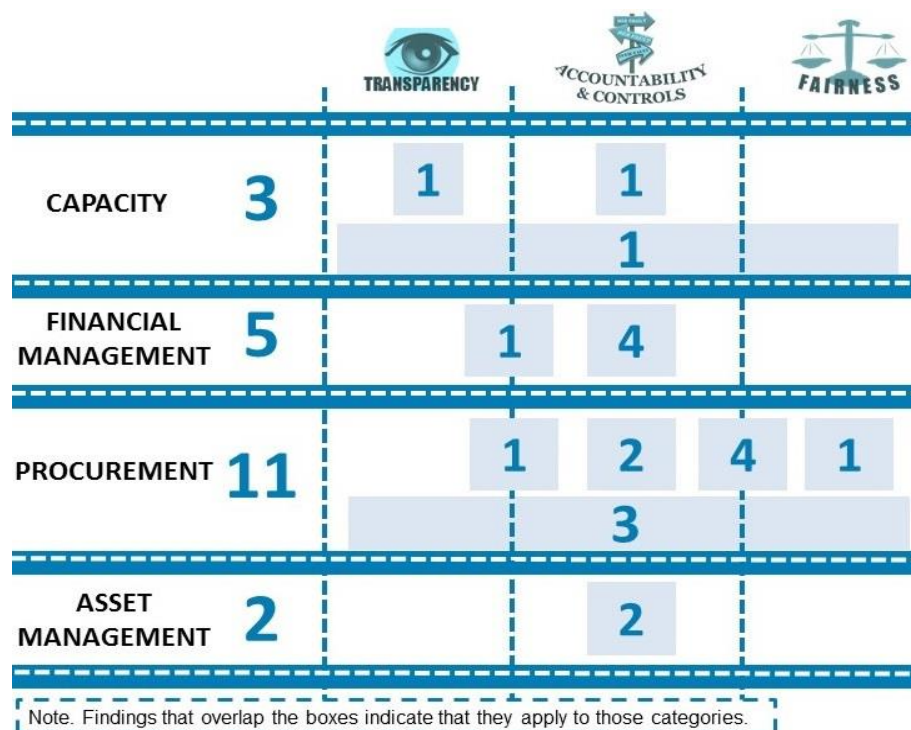 TRANSPARENCY
ACCOUNTABILITY
& CONTROLS
FAIRNESS
CAPACITY 3 1 1
1
FINANCIAL
MANAGEMENT 5 1 4
PROCUREMENT 11 1 2 4 1
3
ASSET
MANAGEMENT 2 2
Note. Findings that overlap the boxes indicate that they apply to those categories.